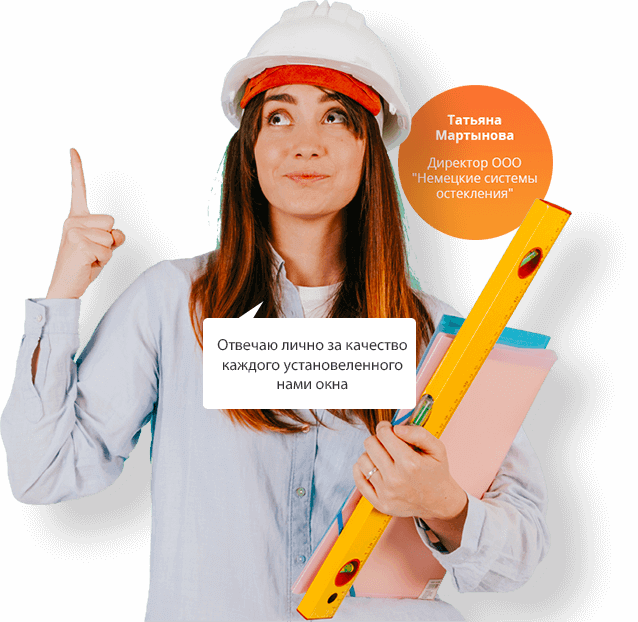 Татьяна
Мартынова
Директор ООО
"Немецкие системы
остекления"
Отвечаю лично за качество
каждого установеленного
нами окна